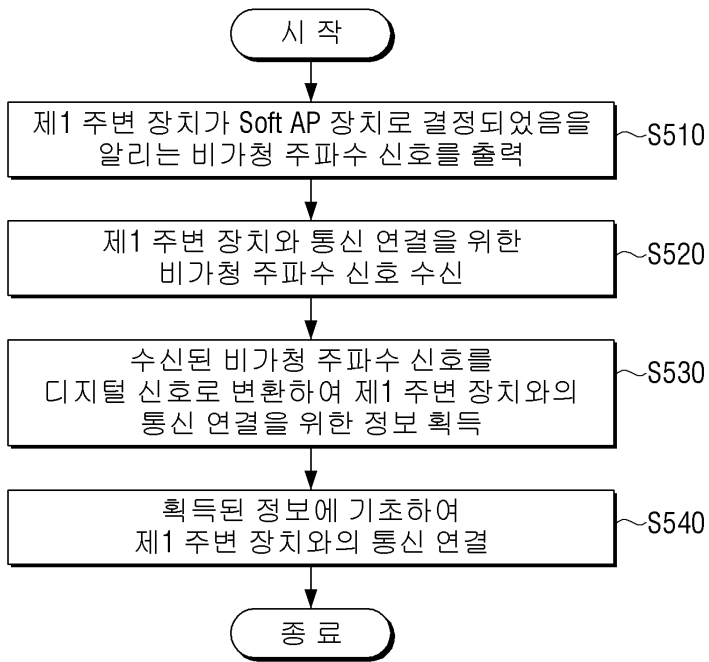 시 작
제1 주변 장치가 Soft AP 장치로 결정되었음을
알리는 비가청 주파수 신호를 출력
S510
제1 주변 장치와 통신 연결을 위한
비가청 주파수 신호 수신
S520
수신된 비가청 주파수 신호를
디지털 신호로 변환하여 제1 주변 장치와의
통신 연결을 위한 정보 획득
S530
획득된 정보에 기초하여
제1 주변 장치와의 통신 연결
S540
종 료